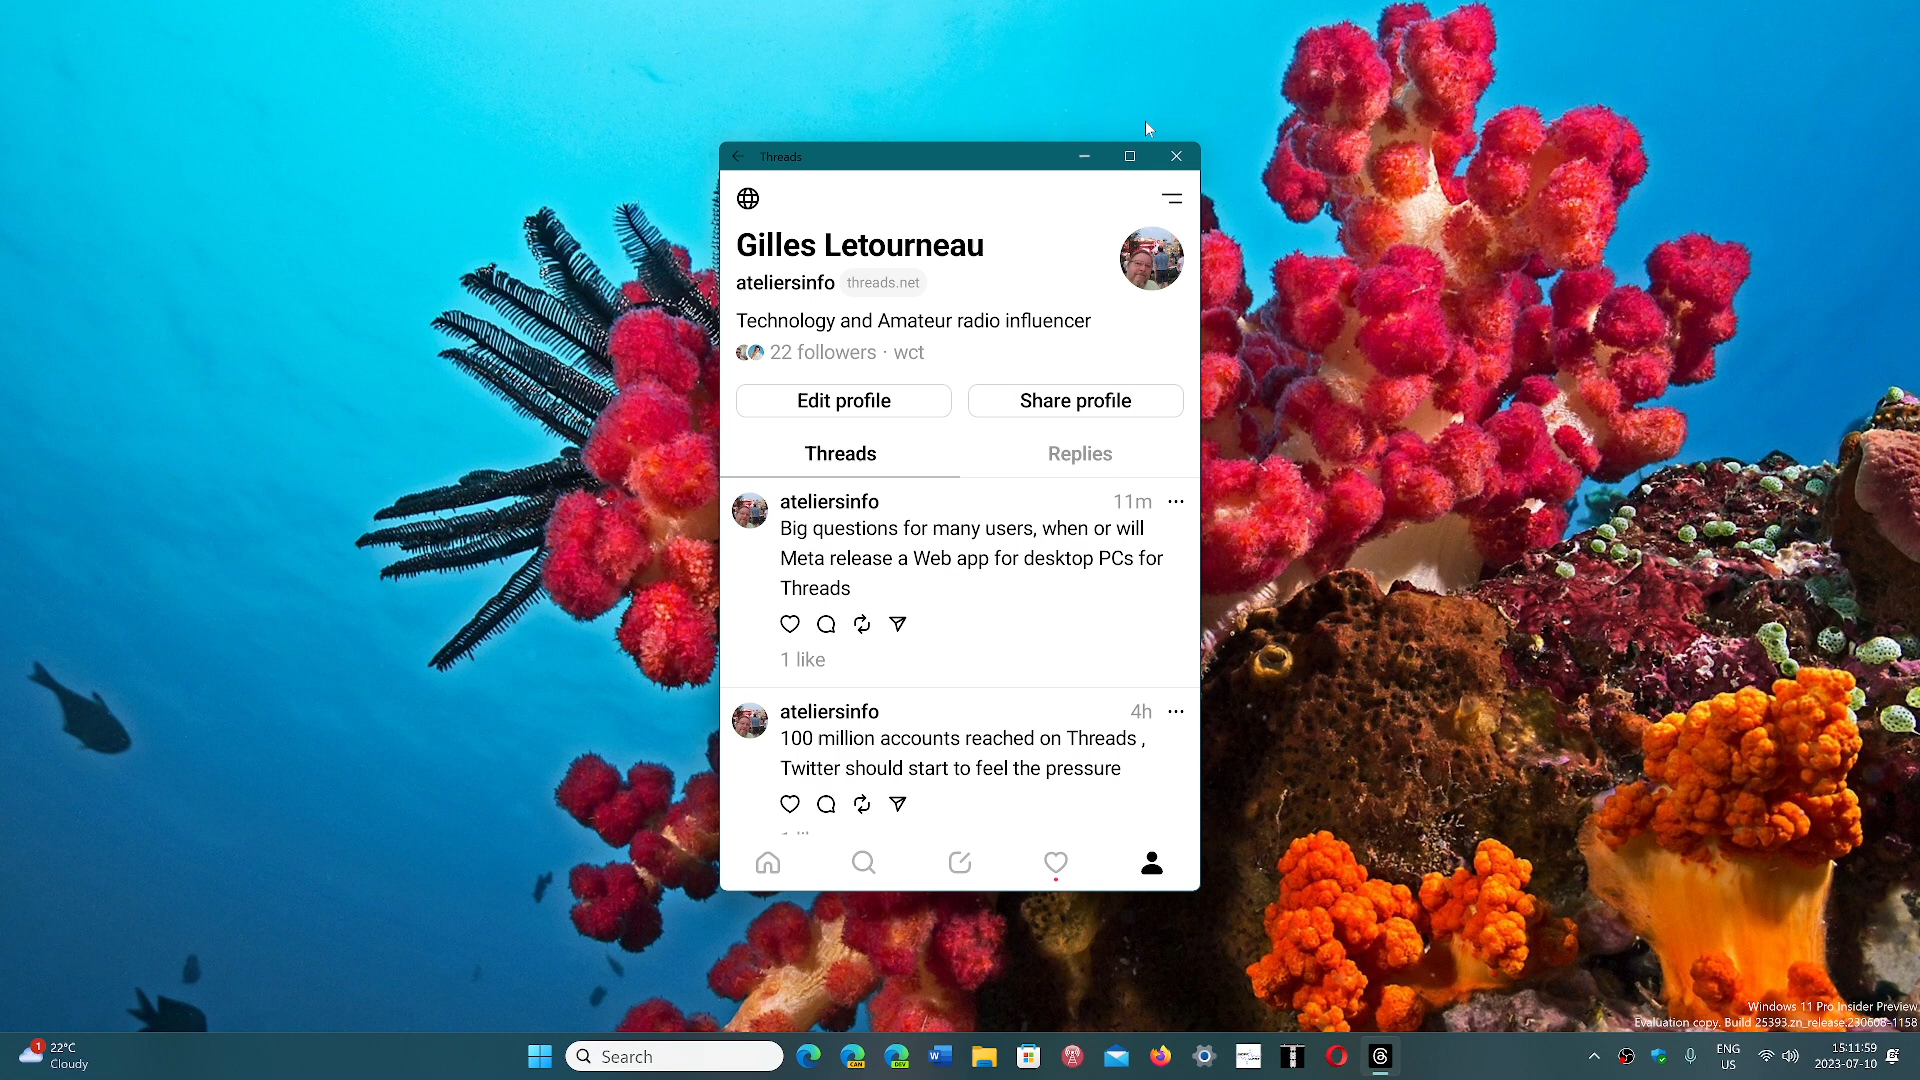 Threads
Gilles Letourneau
ateliersinfo threads.net
Technology and Amateur radio influencer
22 followers · wct
Edit profile
Share profile
Threads
Replies
ateliersinfo
11m
Big questions for many users, when or will
Meta release a Web app for desktop PCs for
Threads
1 like
ateliersinfo
4h
100 million accounts reached on Threads ,
Twitter should start to feel the pressure
Windows 11 Pro Insider Preview
Evaluation copy. Build 25393.zn_release.230608-1158
1
22°C
Cloudy
Search
CAN
DEV
W
ENG
US
15:11:59
2023-07-10